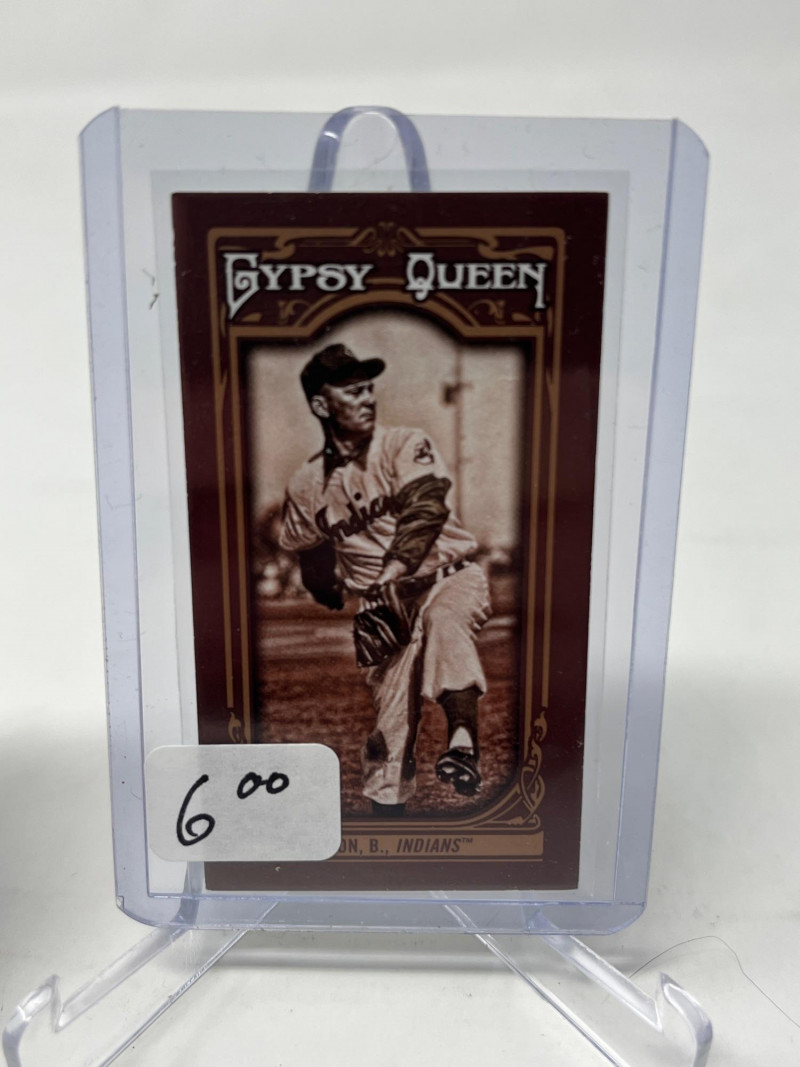 GYPSY QUEEN
Indians
6 00
ON, B., INDIANS™